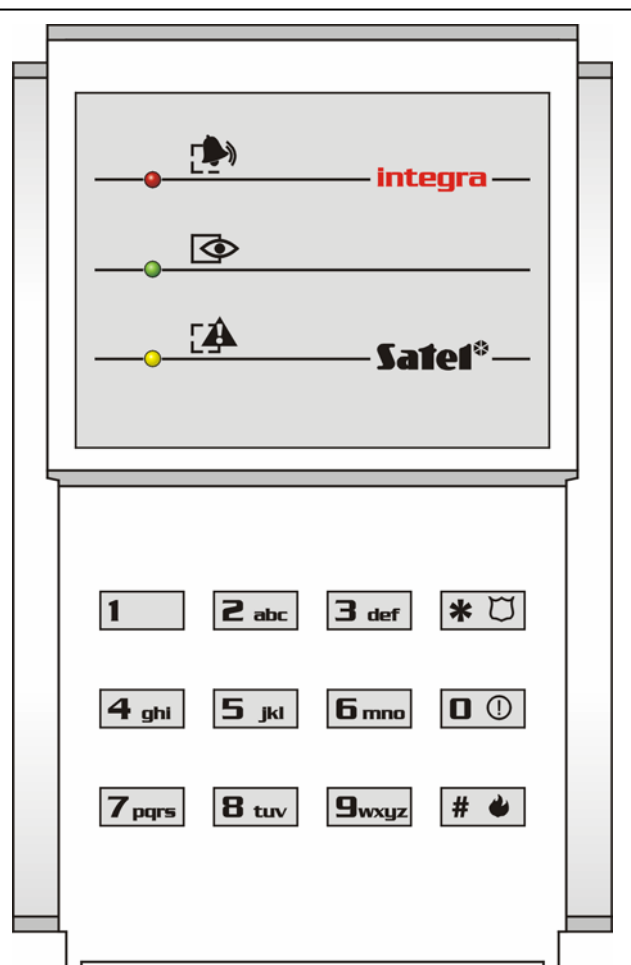 integra
Satel
1 2 abc 3 def *
4 ghi 5 jkl 6 mno 0
7 pqrs 8 tuv 9 wxyz #